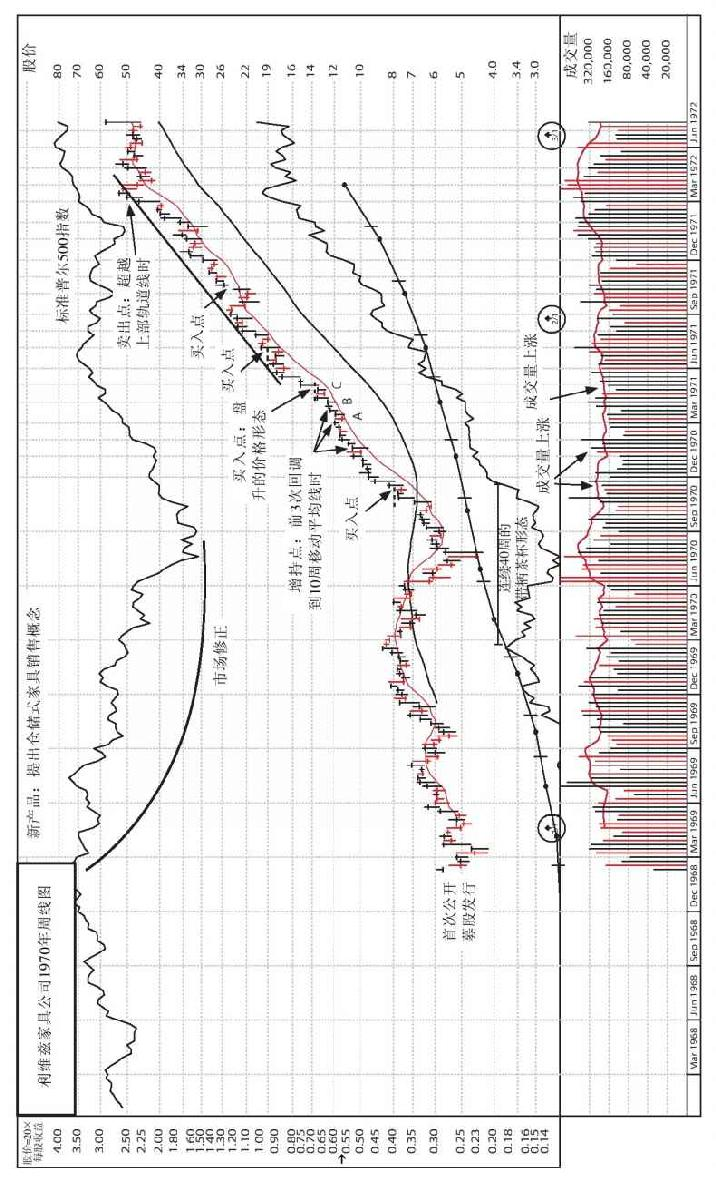 利维兹家具公司1970年周线图
新产品：提出仓储式家具销售概念
标准普尔500指数
股价
市场修正
卖出点：超越
上部轨道线时
买入点
买入点
买入点：盘
升的价格形态
增持点：前3次回调
到10周移动平均线时
A
B
C
买入点
首次公开
募股发行
连续40周的
带柄茶杯形态
成交量上涨
成交量上涨
股价=20×
每股收益
4.00
3.50
3.00
2.50
2.25
2.00
1.80
1.60
1.50
1.40
1.30
1.20
1.10
1.00
0.90
0.80
0.75
0.70
0.65
0.60
0.55
0.50
0.45
0.40
0.35
0.30
0.25
0.23
0.20
0.18
0.16
0.15
0.14
80
70
60
50
40
34
30
26
22
19
16
14
12
10
8
7
6
5
4.0
3.4
3.0
成交量
320,000
160,000
80,000
40,000
20,000
2/1
3/1
Mar 1968
Jun 1968
Sep 1968
Dec 1968
Mar 1969
Jun 1969
Sep 1969
Dec 1969
Mar 1970
Jun 1970
Sep 1970
Dec 1970
Mar 1971
Jun 1971
Sep 1971
Dec 1971
Mar 1972
Jun 1972